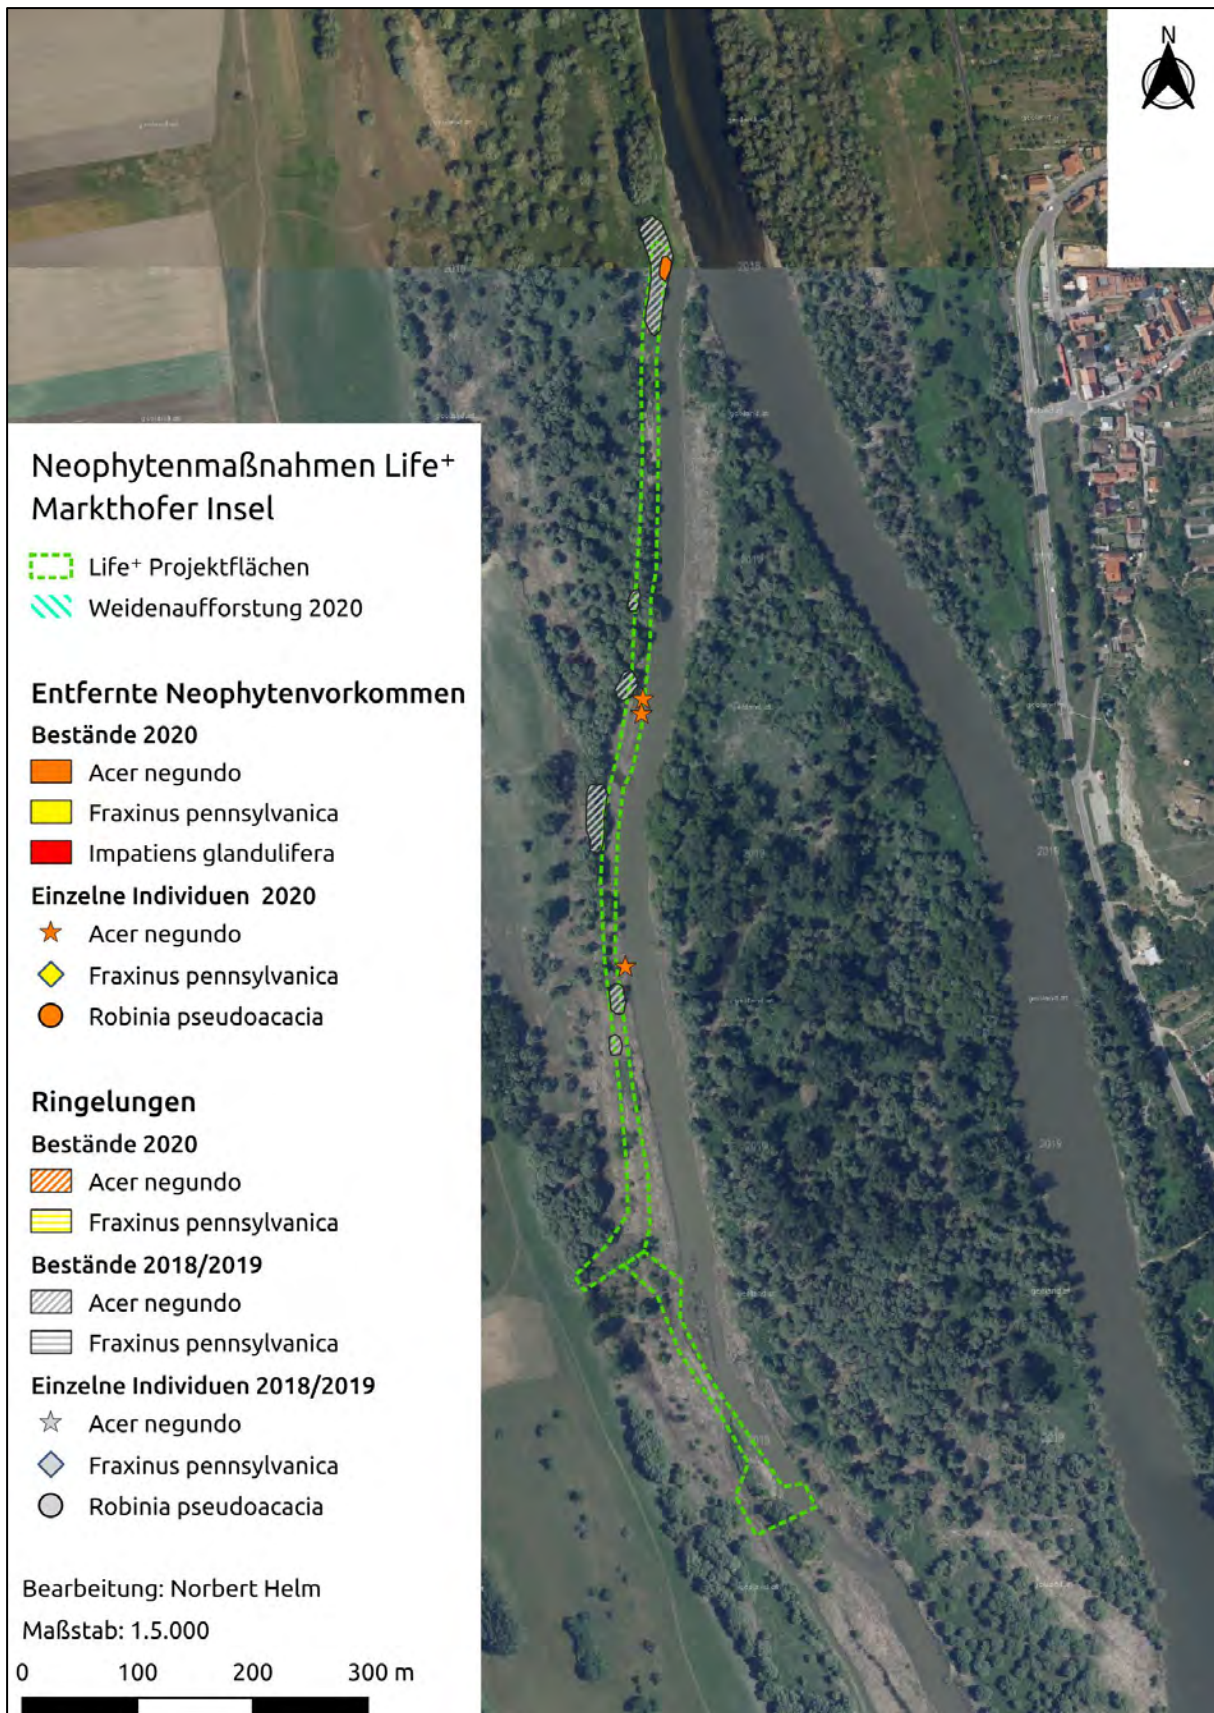 N
Neophytenmaßnahmen Life⁺
Markthofer Insel
Life⁺ Projektflächen
Weidenaufforstung 2020
Entfernte Neophytenvorkommen
Bestände 2020
Acer negundo
Fraxinus pennsylvanica
Impatiens glandulifera
Einzelne Individuen 2020
Acer negundo
Fraxinus pennsylvanica
Robinia pseudoacacia
Ringelungen
Bestände 2020
Acer negundo
Fraxinus pennsylvanica
Bestände 2018/2019
Acer negundo
Fraxinus pennsylvanica
Einzelne Individuen 2018/2019
Acer negundo
Fraxinus pennsylvanica
Robinia pseudoacacia
Bearbeitung: Norbert Helm
Maßstab: 1.5.000
0 100 200 300 m